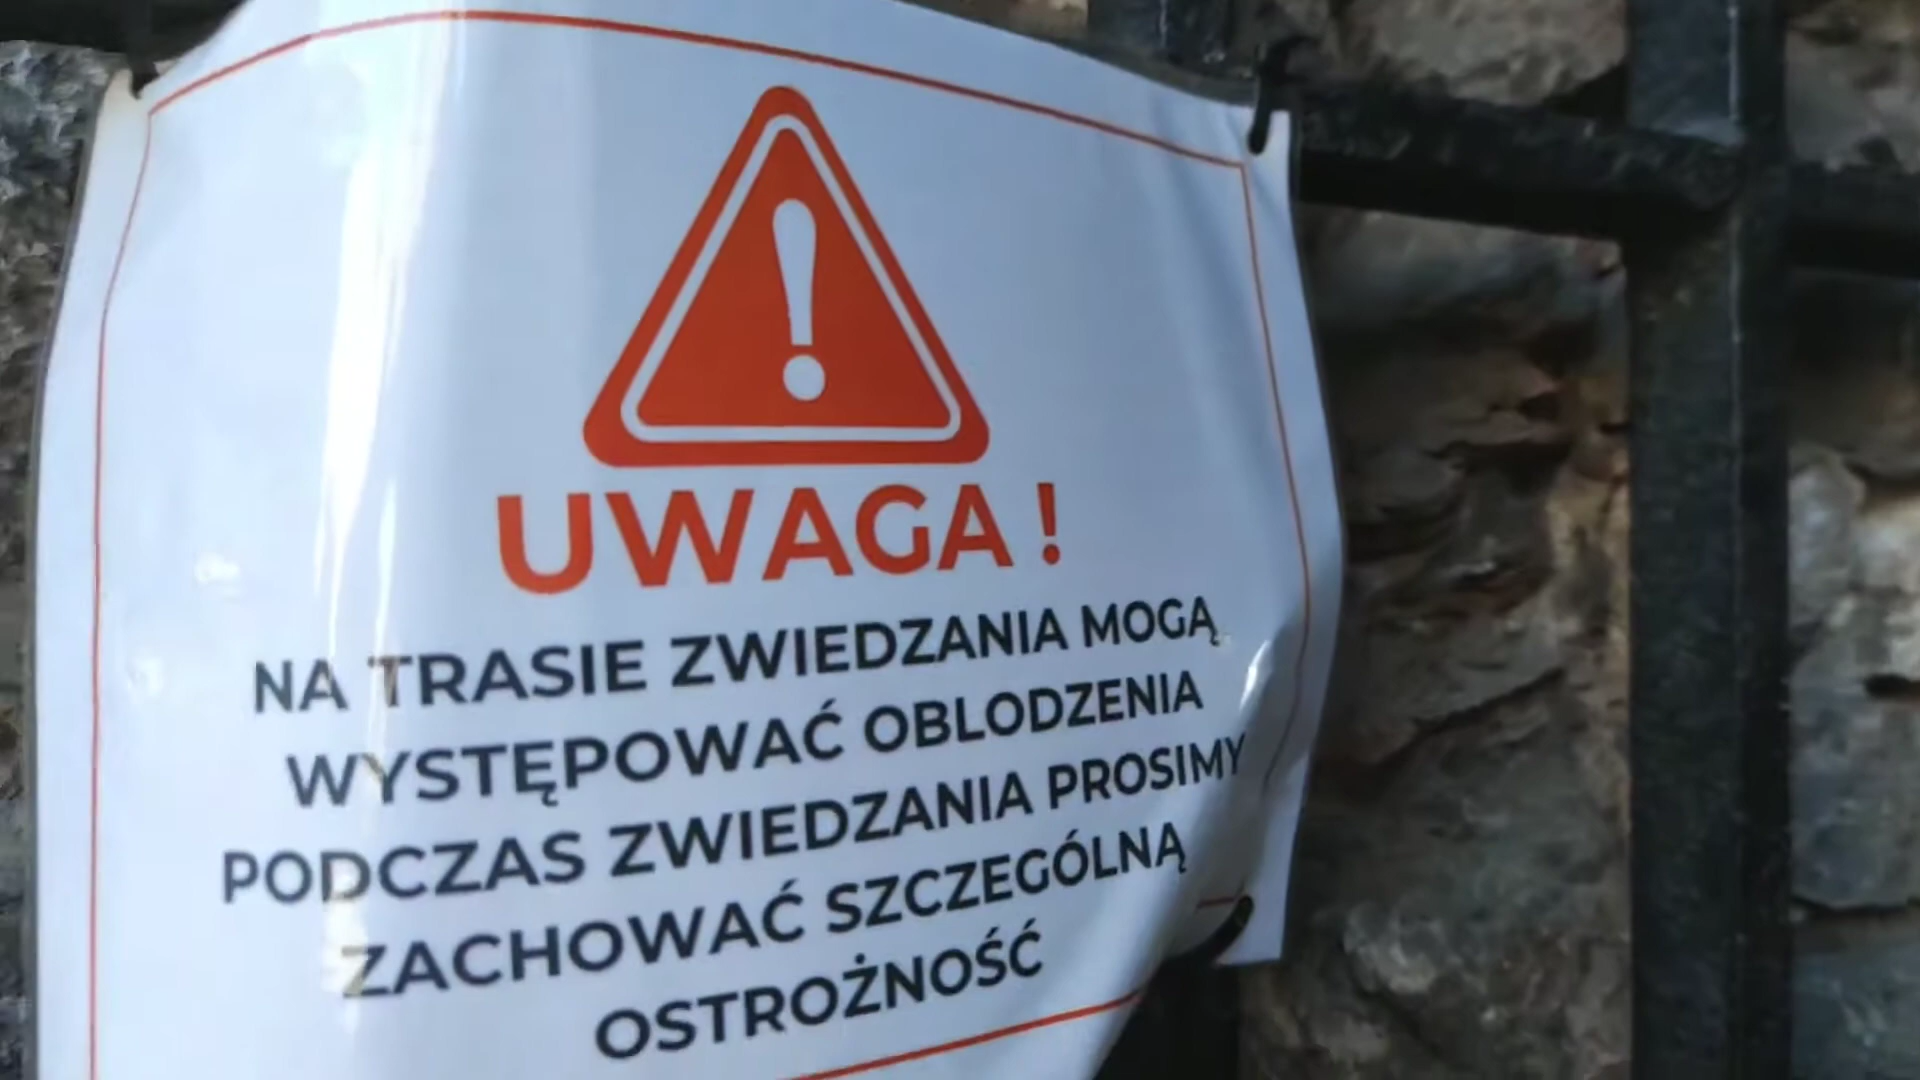 UWAGA !
NA TRASIE ZWIEDZANIA MOGĄ
WYSTĘPOWAĆ OBLODZENIA
PODCZAS ZWIEDZANIA PROSIMY
ZACHOWAĆ SZCZEGÓLNĄ
OSTROŻNOŚĆ